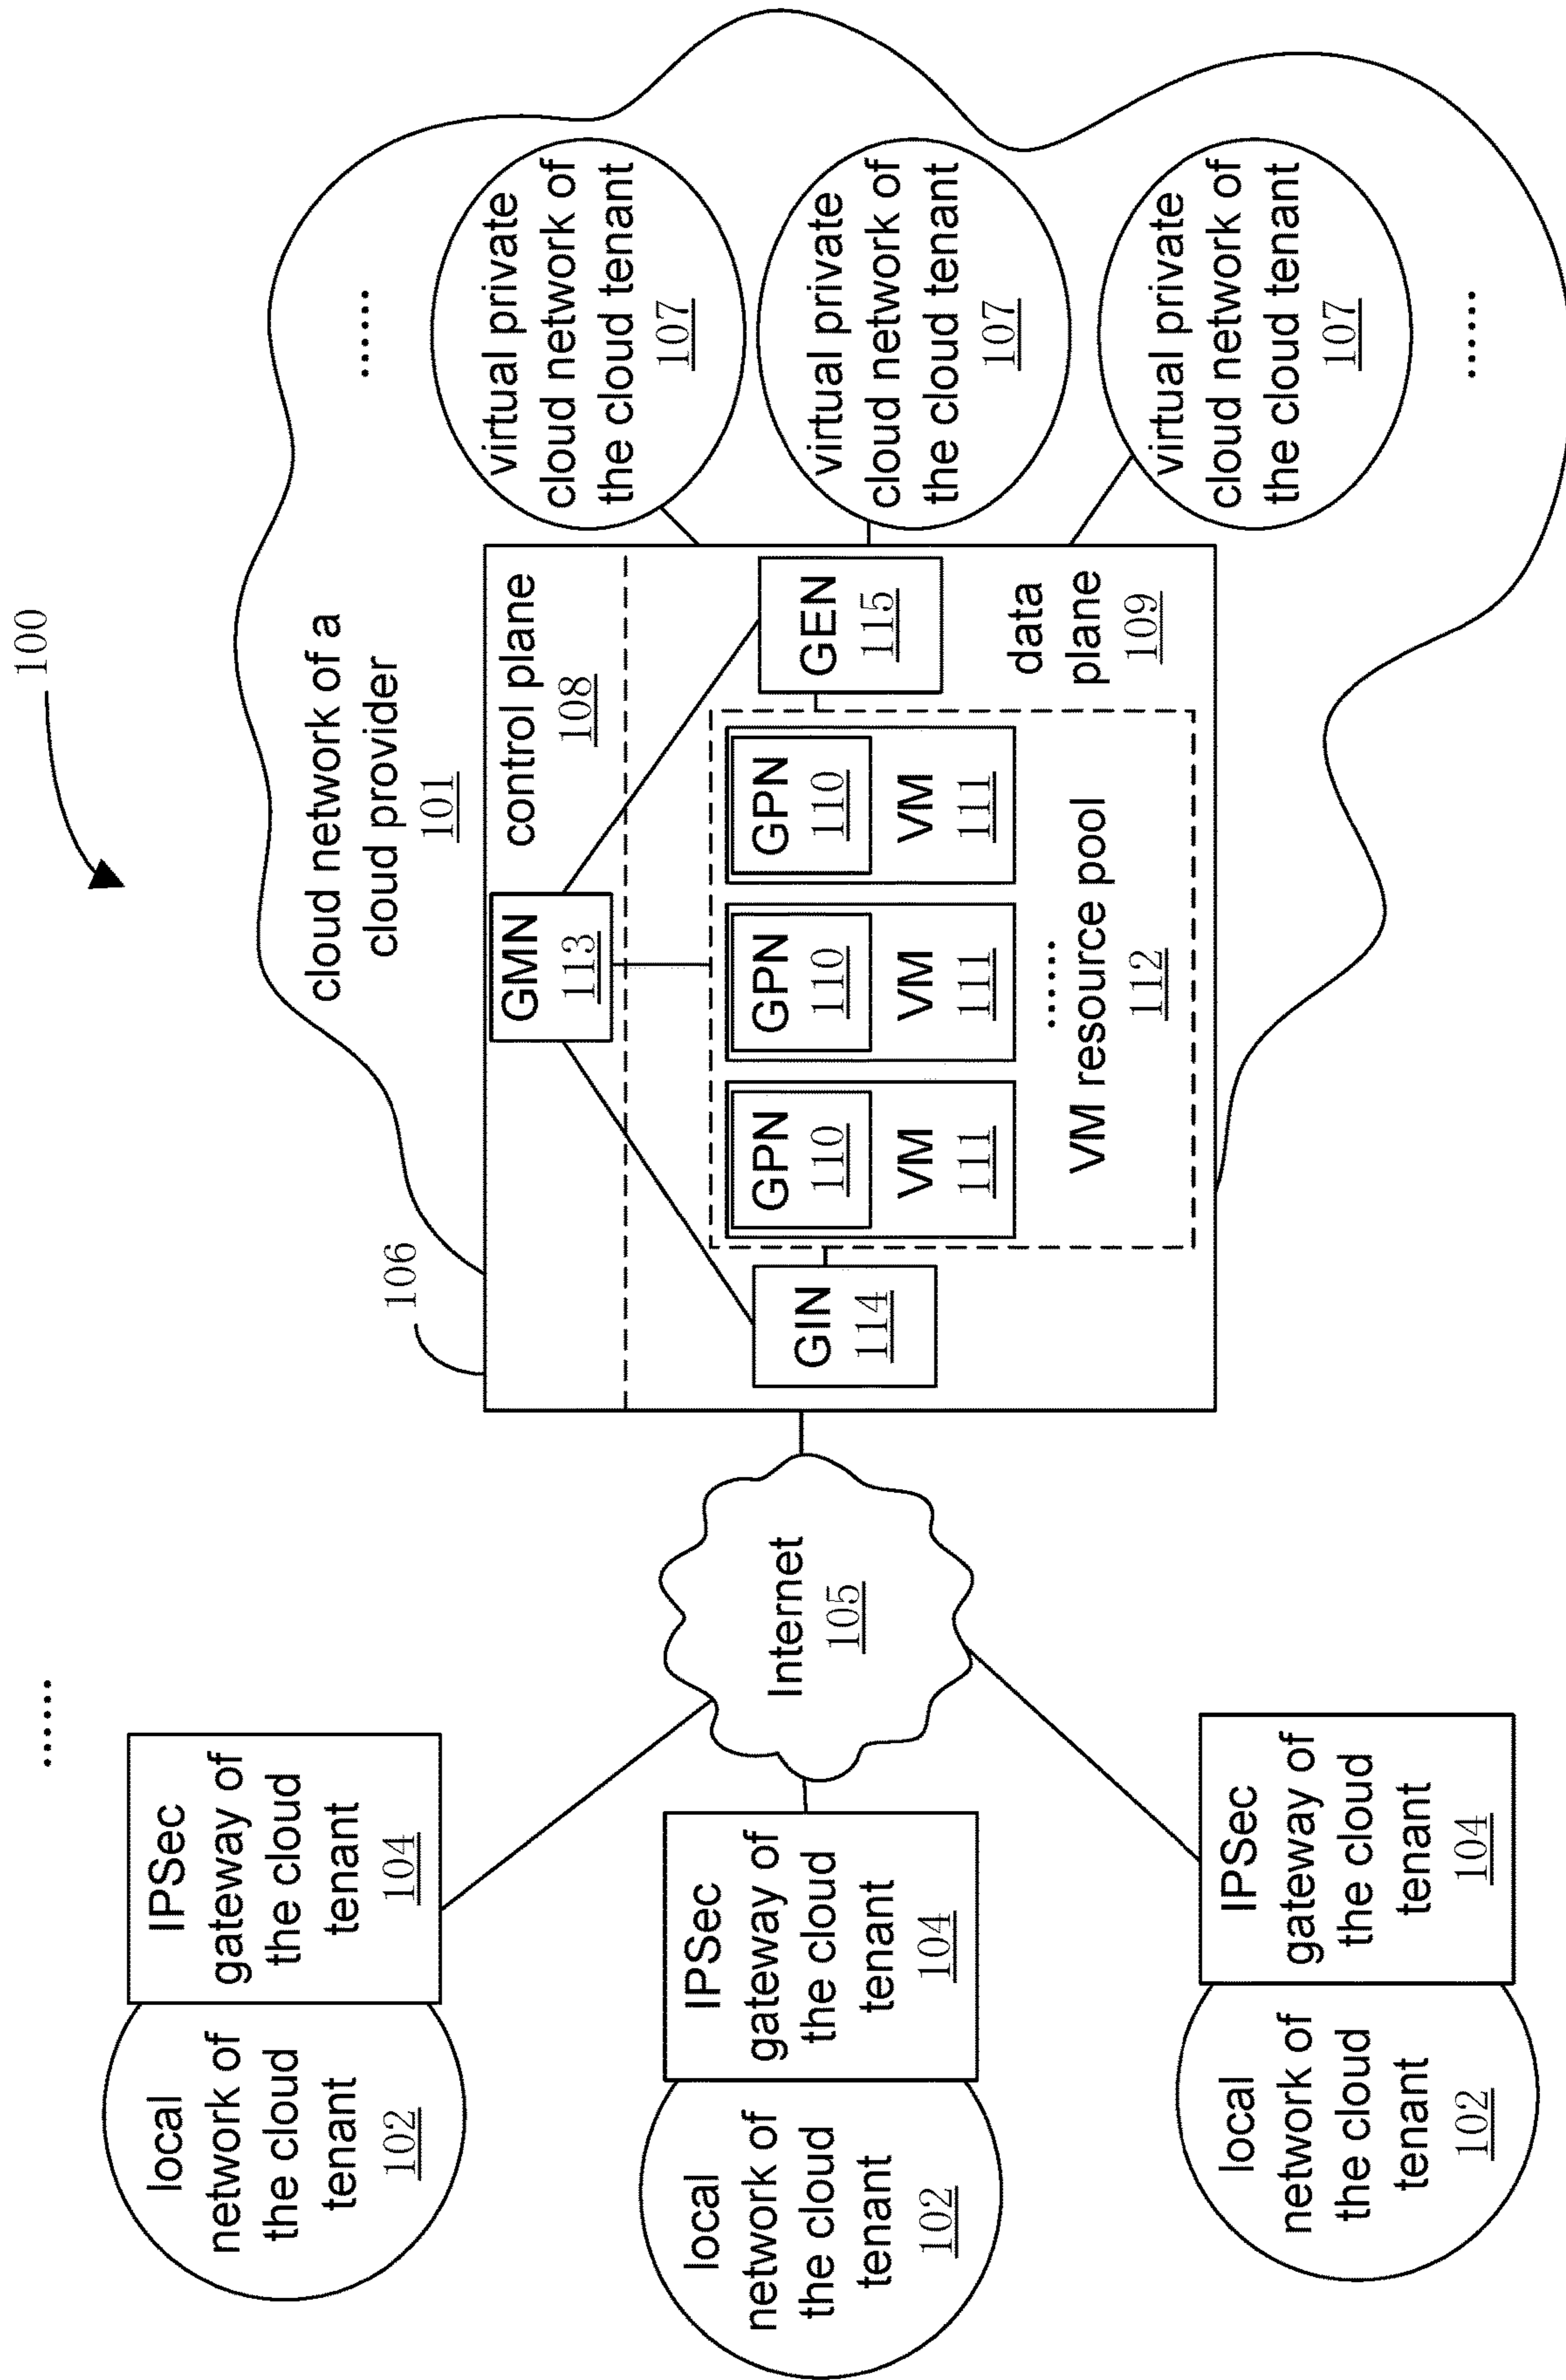 100
......
local
network of
the cloud
tenant
102
IPSec
gateway of
the cloud
tenant
104
local
network of
the cloud
tenant
102
IPSec
gateway of
the cloud
tenant
104
local
network of
the cloud
tenant
102
IPSec
gateway of
the cloud
tenant
104
Internet
105
106
cloud network of a
cloud provider
101
control plane
108
GMN
113
GIN
114
GPN
110
VM
111
GPN
110
VM
111
GPN
110
VM
111
......
VM resource pool
112
GEN
115
data
plane
109
......
virtual private
cloud network of
the cloud tenant
107
virtual private
cloud network of
the cloud tenant
107
virtual private
cloud network of
the cloud tenant
107
......